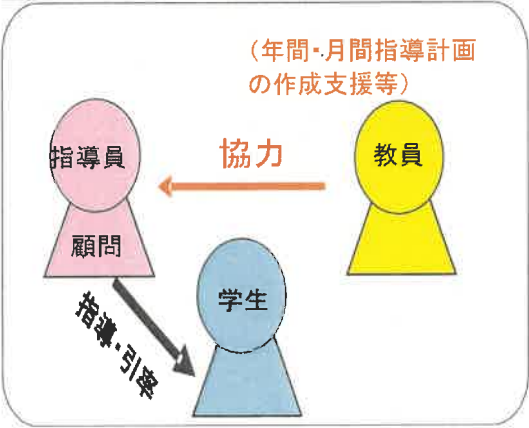 (年間・月間指導計画
の作成支援等)
指導員
協力
教員
顧問
学生
指導・引率